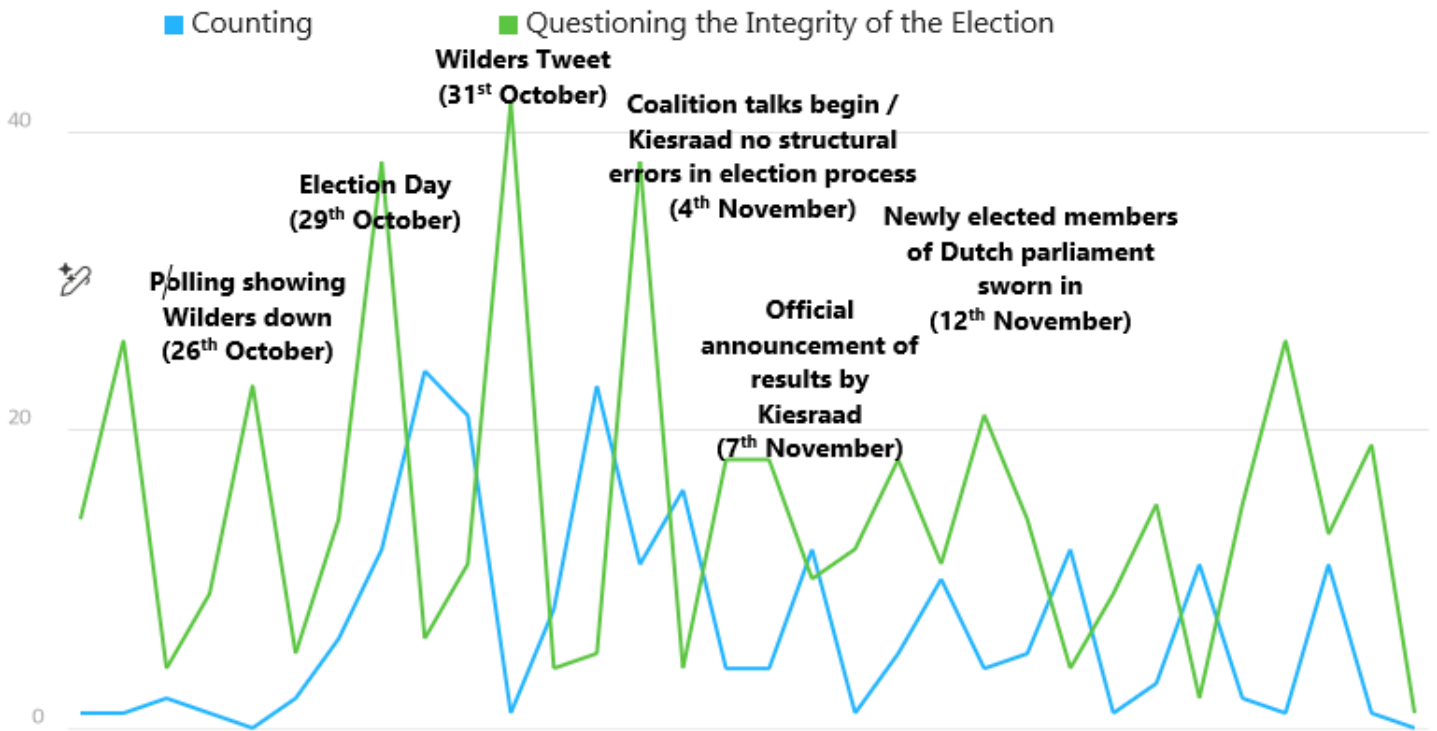 Counting
Questioning the Integrity of the Election
Wilders Tweet
(31st October)
Coalition talks begin /
Kiesraad no structural
errors in election process
(4th November)
Election Day
(29th October)
Newly elected members
of Dutch parliament
sworn in
(12th November)
Polling showing
Wilders down
(26th October)
Official
announcement of
results by
Kiesraad
(7th November)
40
20
0